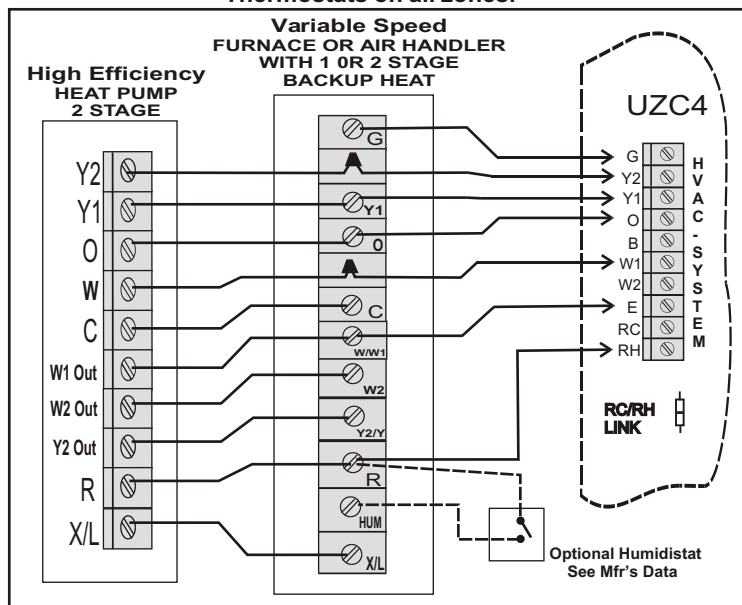 Thermostats on all zones.
Variable Speed
FURNACE OR AIR HANDLER
WITH 1 0R 2 STAGE
BACKUP HEAT
High Efficiency
HEAT PUMP
2 STAGE
Y2
Y1
O
W
C
W1 Out
W2 Out
Y2 Out
R
X/L
G
Y1
O
C
W/W1
W2
Y2/Y
R
HUM
X/L
UZC4
G
Y2
Y1
O
B
W1
W2
E
RC
RH
HVAC-SYSTEM
RC/RH
LINK
Optional Humidistat
See Mfr's Data